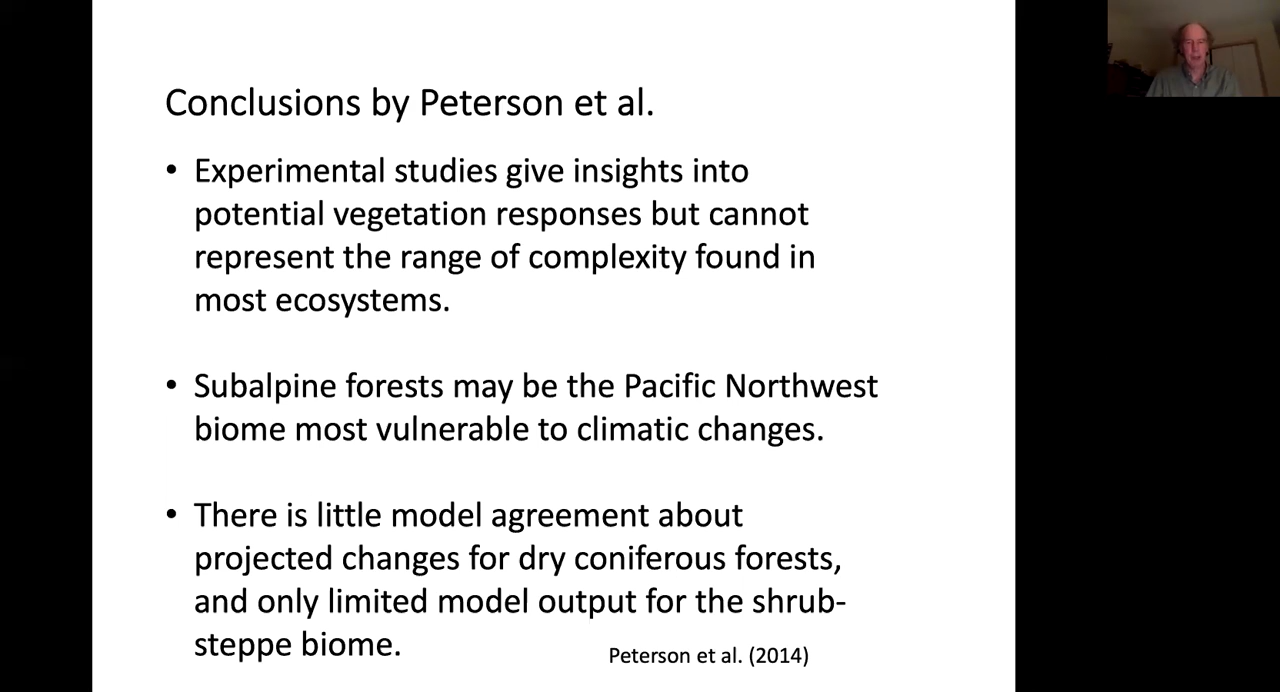 Conclusions by Peterson et al.
• Experimental studies give insights into
potential vegetation responses but cannot
represent the range of complexity found in
most ecosystems.
• Subalpine forests may be the Pacific Northwest
biome most vulnerable to climatic changes.
• There is little model agreement about
projected changes for dry coniferous forests,
and only limited model output for the shrub-
steppe biome.
Peterson et al. (2014)